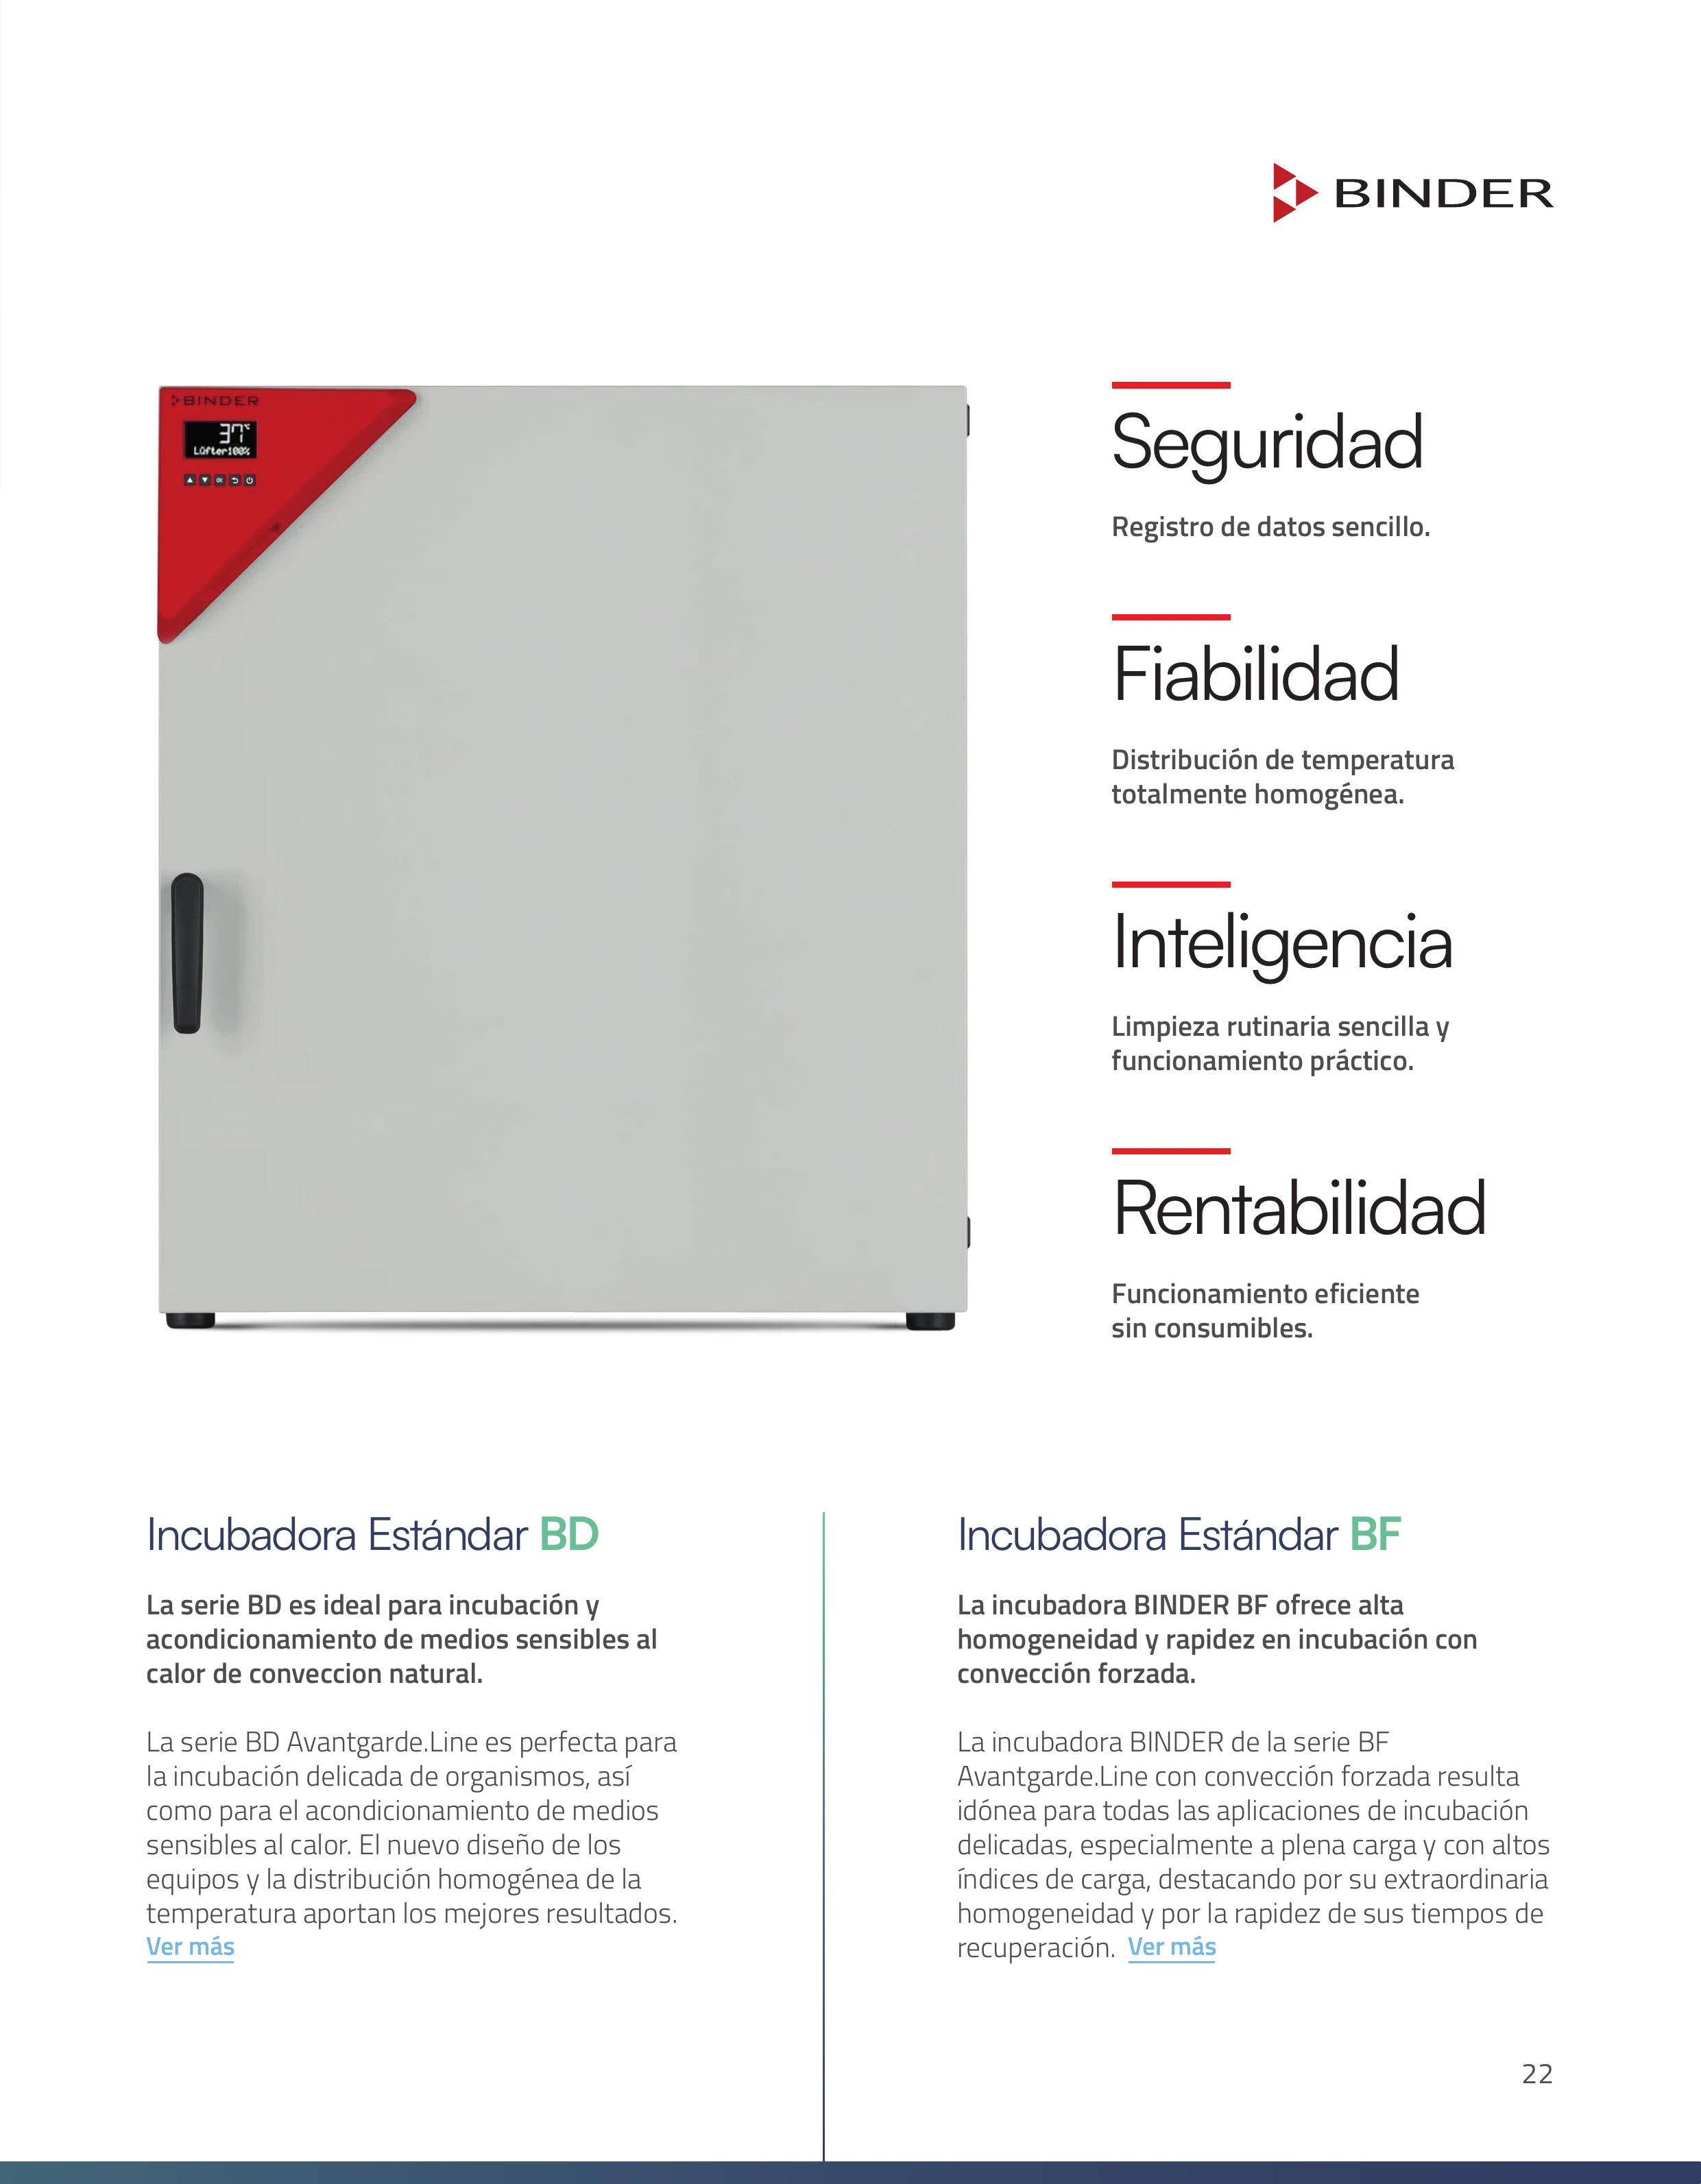 BINDER
BINDER
37°C
Lüfter100%
OK
Seguridad
Registro de datos sencillo.
Fiabilidad
Distribución de temperatura
totalmente homogénea.
Inteligencia
Limpieza rutinaria sencilla y
funcionamiento práctico.
Rentabilidad
Funcionamiento eficiente
sin consumibles.
Incubadora Estándar BD
La serie BD es ideal para incubación y
acondicionamiento de medios sensibles al
calor de conveccion natural.
La serie BD Avantgarde.Line es perfecta para
la incubación delicada de organismos, así
como para el acondicionamiento de medios
sensibles al calor. El nuevo diseño de los
equipos y la distribución homogénea de la
temperatura aportan los mejores resultados.
Ver más
Incubadora Estándar BF
La incubadora BINDER BF ofrece alta
homogeneidad y rapidez en incubación con
convección forzada.
La incubadora BINDER de la serie BF
Avantgarde.Line con convección forzada resulta
idónea para todas las aplicaciones de incubación
delicadas, especialmente a plena carga y con altos
índices de carga, destacando por su extraordinaria
homogeneidad y por la rapidez de sus tiempos de
recuperación. Ver más
22